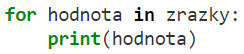 for hodnota in zrazky:
    print(hodnota)